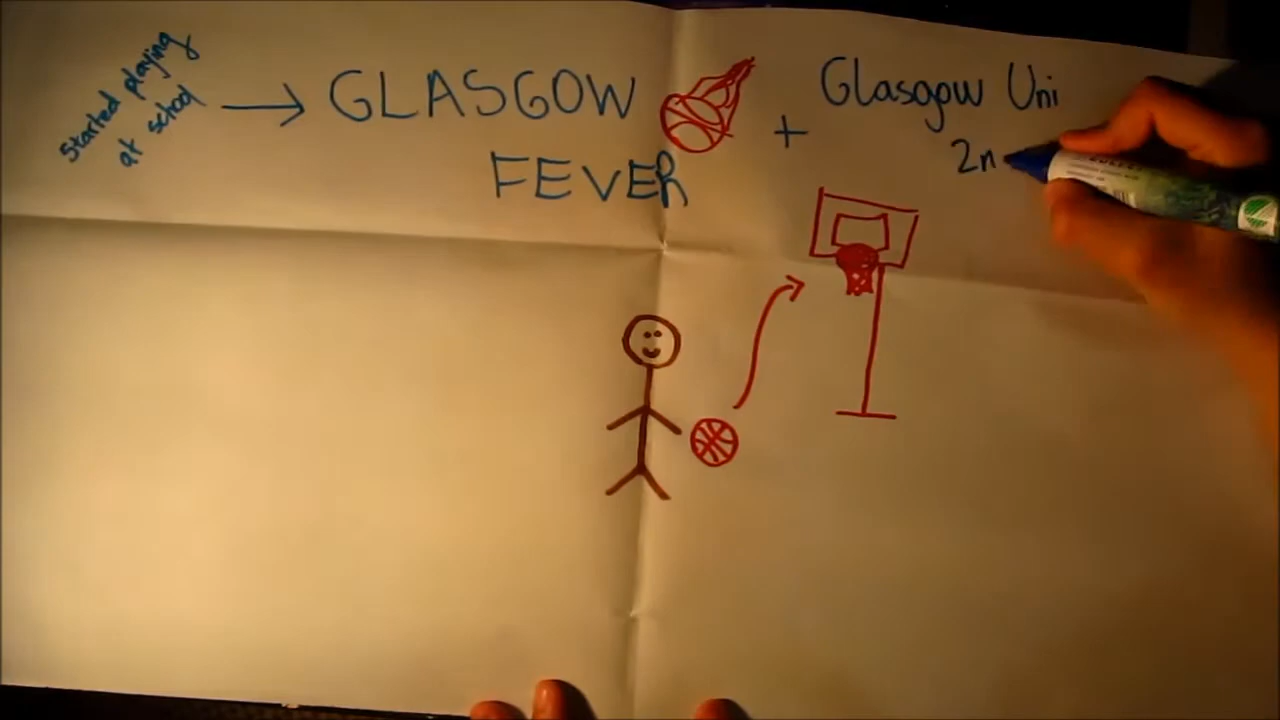 Started playing
at school
GLASGOW
FEVER
+
Glasgow Uni
2n